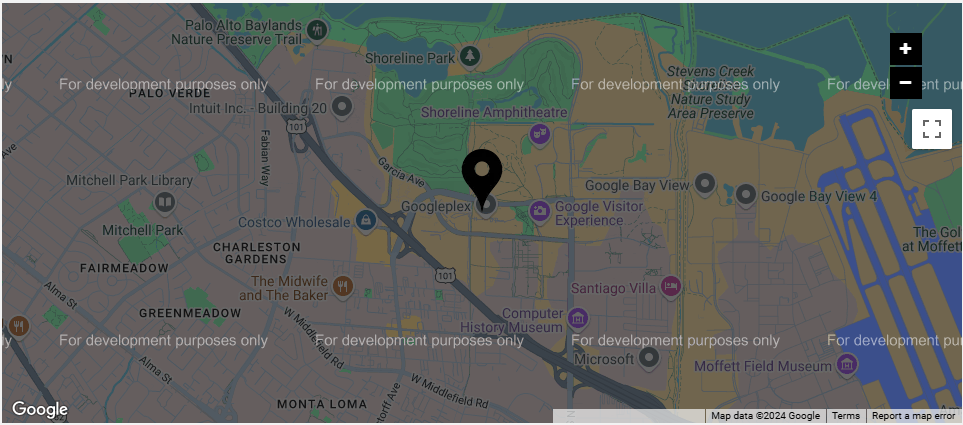 Palo Alto Baylands
Nature Preserve Trail
Shoreline Park
Stevens Creek
Shoreline
Nature Study
Area Preserve
ly
For development purposes only
For development purposes only
For development purposes only
For development pur
PALO VERDE
Intuit Inc. - Building 20
Shoreline Amphitheatre
101
Fabian Way
Ave
Garcia Ave
Mitchell Park Library
Googleplex
Google Bay View
Google Bay View 4
Google Visitor
Experience
Costco Wholesale
Mitchell Park
The Gol
at Moffett
CHARLESTON
GARDENS
FAIRMEADOW
101
The Midwife
and The Baker
Santiago Villa
Alma St
GREENMEADOW
Computer
History Museum
W Middlefield Rd
ly
For development purposes only
For development purposes only
For development purposes only
For development pur
Microsoft
Moffett Field Museum
Alma St
W Middlefield Rd
MONTA LOMA
Google
Map data ©2024 Google
Terms
Report a map error